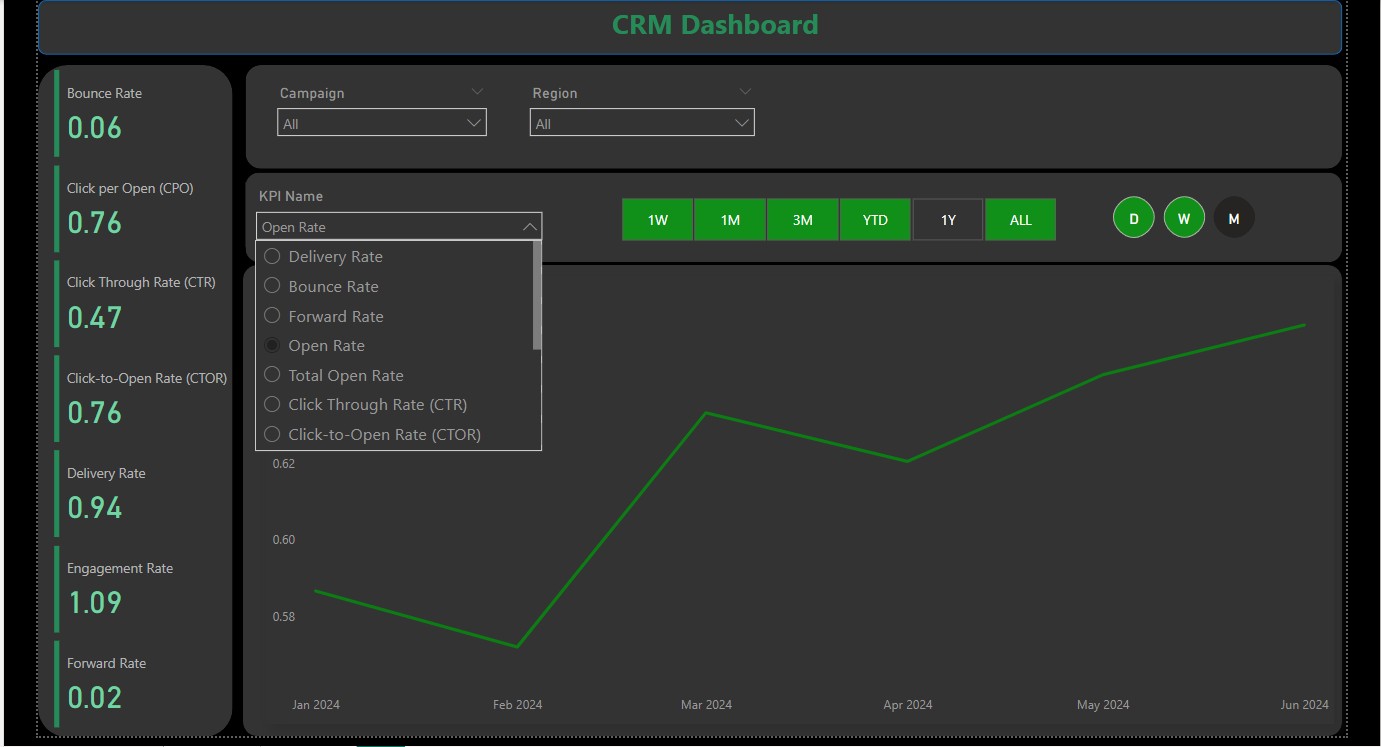 CRM Dashboard
Bounce Rate
0.06
Click per Open (CPO)
0.76
Click Through Rate (CTR)
0.47
Click-to-Open Rate (CTOR)
0.76
Delivery Rate
0.94
Engagement Rate
1.09
Forward Rate
0.02
Campaign
All
Region
All
KPI Name
Open Rate
Delivery Rate
Bounce Rate
Forward Rate
Open Rate
Total Open Rate
Click Through Rate (CTR)
Click-to-Open Rate (CTOR)
1W 1M 3M YTD 1Y ALL
D W M
0.62
0.60
0.58
Jan 2024 Feb 2024 Mar 2024 Apr 2024 May 2024 Jun 2024